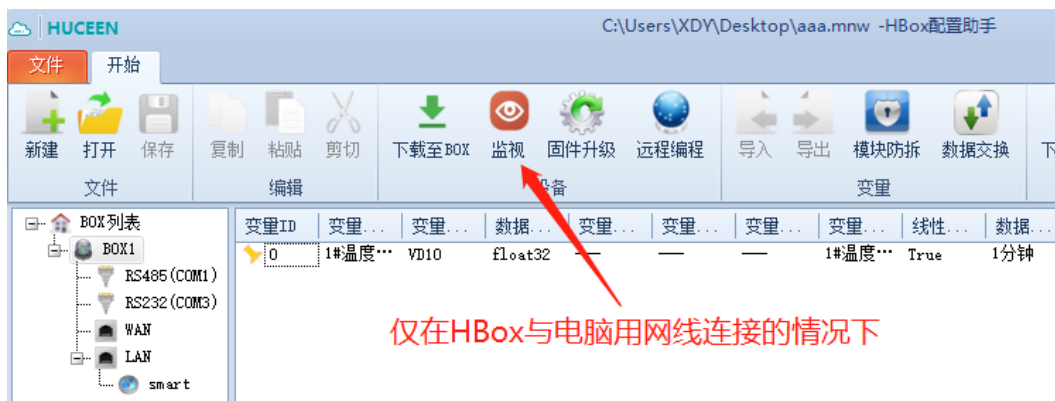 HUCEEN
C:\Users\XDY\Desktop\aaa.mnw -HBox配置助手
文件 开始
新建 打开 保存 复制 粘贴 剪切 下载至BOX 监视 固件升级 远程编程 导入 导出 模块防拆 数据交换 下
文件 编辑 设备 变量
BOX列表
BOX1
RS485(COM1)
RS232(COM3)
WAN
LAN
smart
变量ID 变量... 变量... 数据... 变量... 变量... 变量... 变量... 线性... 数据...
0 1#温度… VD10 float32 — — — 1#温度… True 1分钟
仅在HBox与电脑用网线连接的情况下